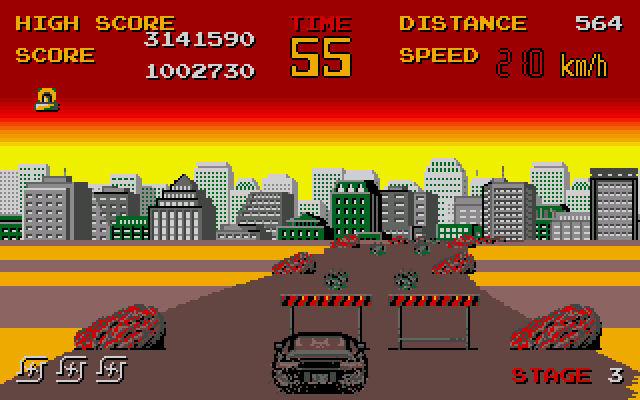 HIGH SCORE
3141590
SCORE
1002730
TIME
55
DISTANCE 564
SPEED 210 km/h
STAGE 3